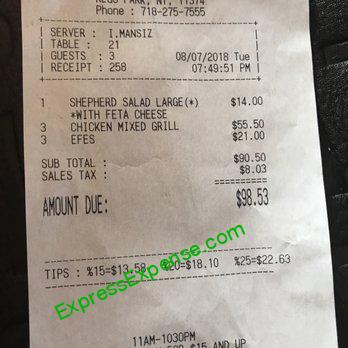 REGO PARK, NY, 11374
Phone : 718-275-7555
SERVER : I.MANSIZ
TABLE : 21
GUESTS : 3 08/07/2018 Tue
RECEIPT : 258 07:49:51 PM
1 SHEPHERD SALAD LARGE(*) $14.00
*WITH FETA CHEESE
3 CHICKEN MIXED GRILL $55.50
3 EFES $21.00
SUB TOTAL : $90.50
SALES TAX : $8.03
AMOUNT DUE: $98.53
ExpressExpense.com
TIPS : %15=$13.58 %20=$18.10 %25=$22.63
11AM-1030PM
FOR $15 AND UP